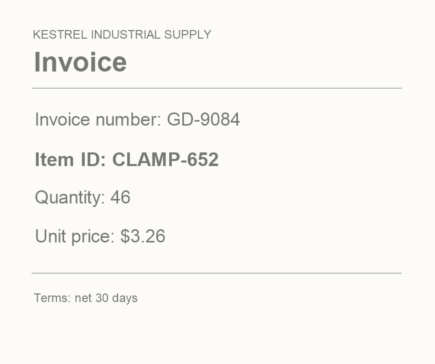 KESTREL INDUSTRIAL SUPPLY
Invoice
Invoice number: GD-9084
Item ID: CLAMP-652
Quantity: 46
Unit price: $3.26
Terms: net 30 days